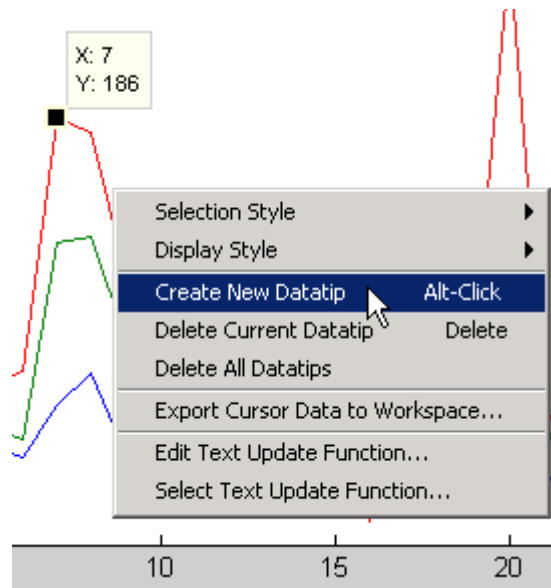 X: 7
Y: 186
Selection Style
Display Style
Create New Datatip Alt-Click
Delete Current Datatip Delete
Delete All Datatips
Export Cursor Data to Workspace...
Edit Text Update Function...
Select Text Update Function...
10 15 20